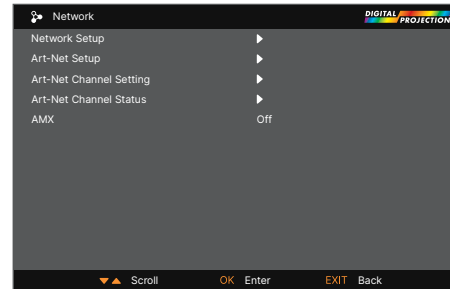 Network
DIGITAL PROJECTION
Network Setup
Art-Net Setup
Art-Net Channel Setting
Art-Net Channel Status
AMX Off
Scroll OK Enter EXIT Back